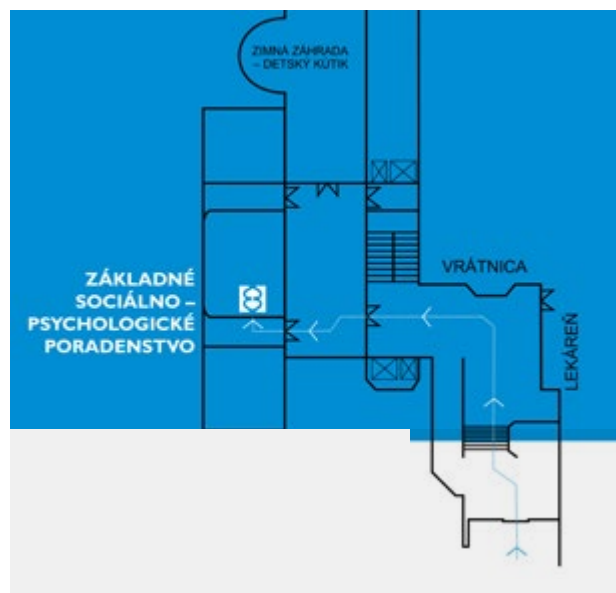 ZIMNÁ ZÁHRADA
– DETSKÝ KÚTIK
VRÁTNICA
LEKÁREŇ
ZÁKLADNÉ
SOCIÁLNO –
PSYCHOLOGICKÉ
PORADENSTVO